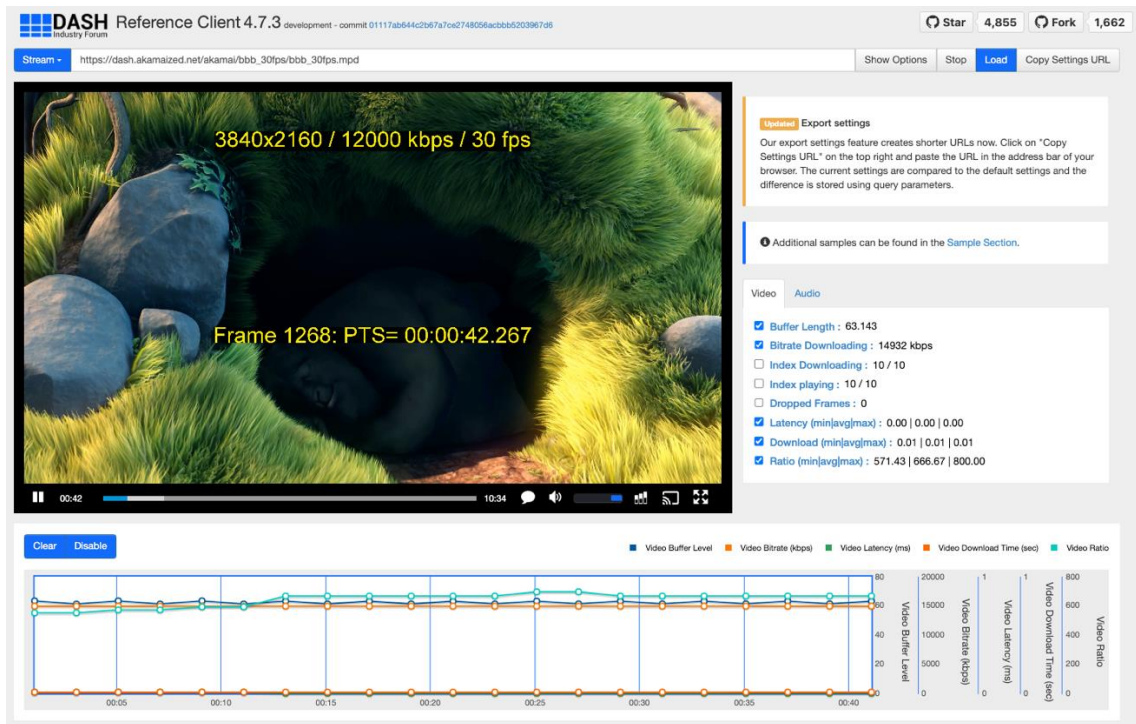 DASH Industry Forum Reference Client 4.7.3 development - commit 01117ab644c2b67a7ce2748056acbbb5203967d6
Star 4,855 Fork 1,662
Stream https://dash.akamaized.net/akamai/bbb_30fps/bbb_30fps.mpd Show Options Stop Load Copy Settings URL
3840x2160 / 12000 kbps / 30 fps
Frame 1268: PTS= 00:00:42.267
00:42 10:34
Updated Export settings
Our export settings feature creates shorter URLs now. Click on "Copy
Settings URL" on the top right and paste the URL in the address bar of your
browser. The current settings are compared to the default settings and the
difference is stored using query parameters.
Additional samples can be found in the Sample Section.
Video Audio
Buffer Length : 63.143
Bitrate Downloading : 14932 kbps
Index Downloading : 10 / 10
Index playing : 10 / 10
Dropped Frames : 0
Latency (min|avg|max) : 0.00 | 0.00 | 0.00
Download (min|avg|max) : 0.01 | 0.01 | 0.01
Ratio (min|avg|max) : 571.43 | 666.67 | 800.00
Clear Disable
Video Buffer Level Video Bitrate (kbps) Video Latency (ms) Video Download Time (sec) Video Ratio
80 20000 1 1 800
60 15000 600
40 10000 400
20 5000 200
0 0 0 0 0
Video Buffer Level
Video Bitrate (kbps)
Video Latency (ms)
Video Download Time (sec)
Video Ratio
00:05 00:10 00:15 00:20 00:25 00:30 00:35 00:40